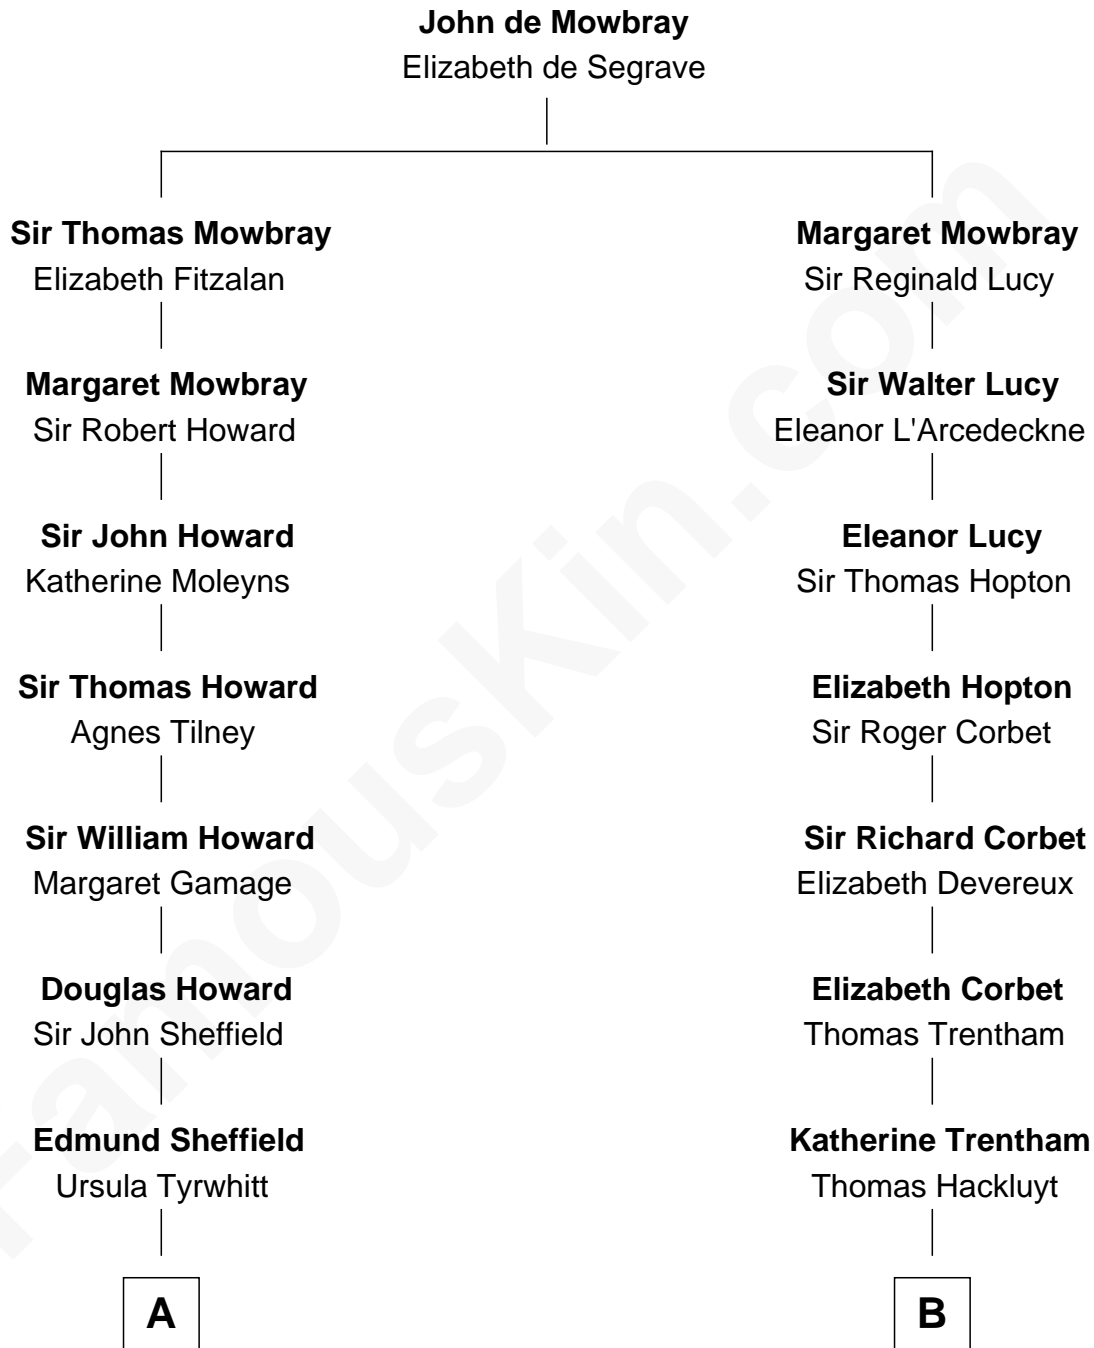 John de Mowbray
Elizabeth de Segrave
Sir Thomas Mowbray
Elizabeth Fitzalan
Margaret Mowbray
Sir Reginald Lucy
Margaret Mowbray
Sir Robert Howard
Sir Walter Lucy
Eleanor L'Arcedeckne
Sir John Howard
Katherine Moleyns
Eleanor Lucy
Sir Thomas Hopton
Sir Thomas Howard
Agnes Tilney
Elizabeth Hopton
Sir Roger Corbet
Sir William Howard
Margaret Gamage
Sir Richard Corbet
Elizabeth Devereux
Douglas Howard
Sir John Sheffield
Elizabeth Corbet
Thomas Trentham
Edmund Sheffield
Ursula Tyrwhitt
Katherine Trentham
Thomas Hackluyt
A
B
FamousKin.com